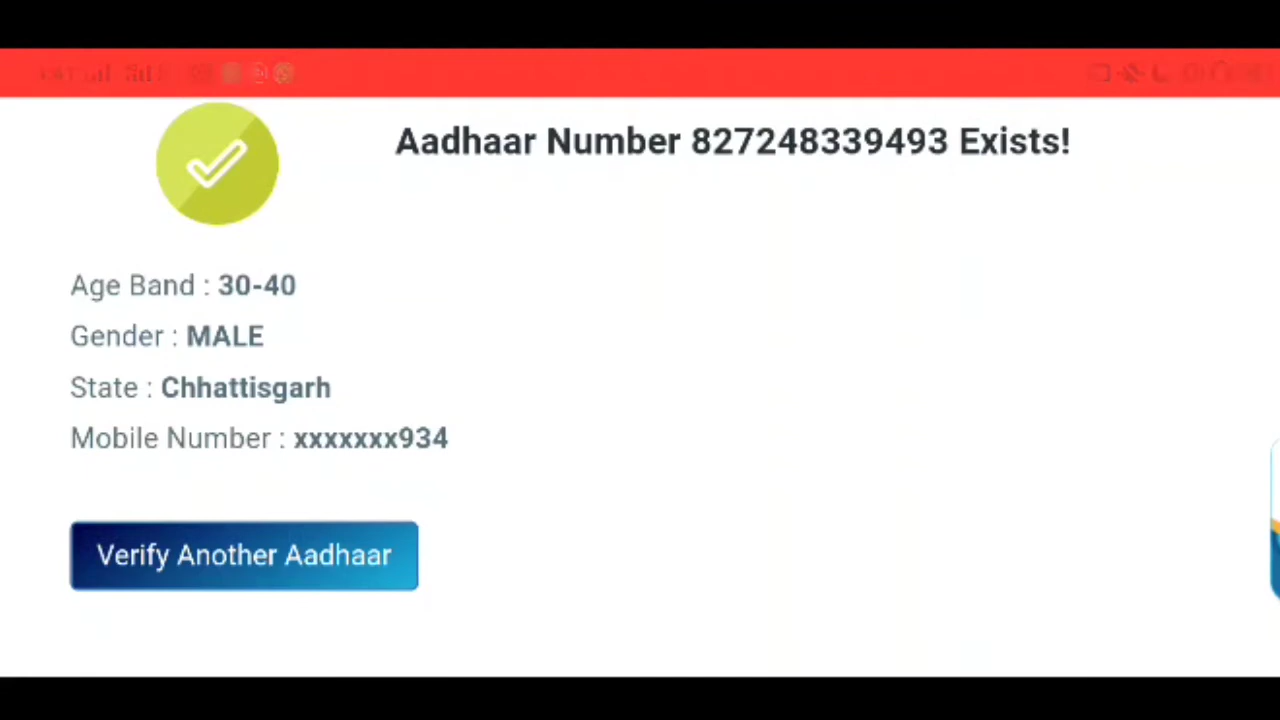 Aadhaar Number 827248339493 Exists!
Age Band : 30-40
Gender : MALE
State : Chhattisgarh
Mobile Number : xxxxxxx934
Verify Another Aadhaar